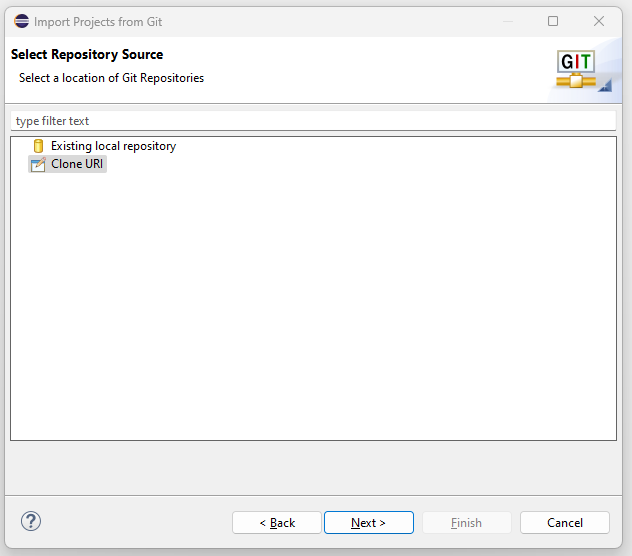 Import Projects from Git
Select Repository Source
Select a location of Git Repositories
GIT
type filter text
Existing local repository
Clone URI
?
< Back
Next >
Finish
Cancel